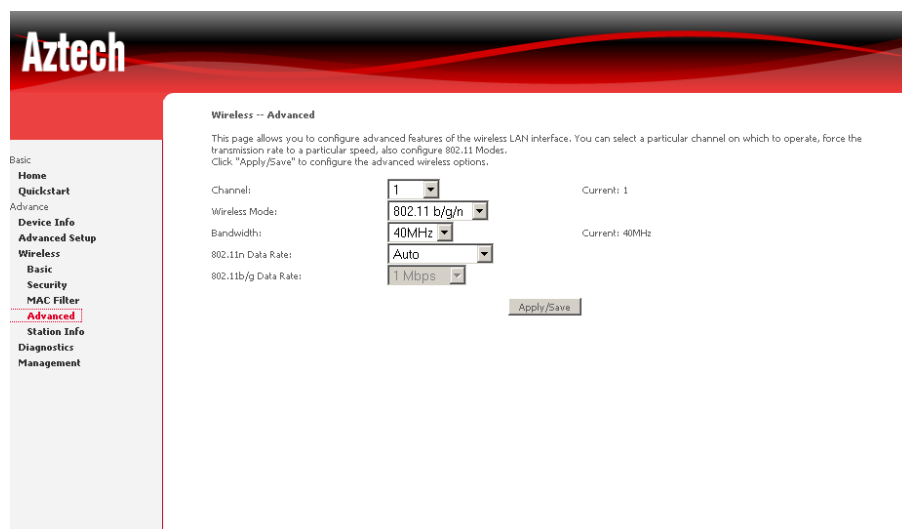 Aztech
Basic
Home
Quickstart
Advance
Device Info
Advanced Setup
Wireless
Basic
Security
MAC Filter
Advanced
Station Info
Diagnostics
Management
Wireless -- Advanced
This page allows you to configure advanced features of the wireless LAN interface. You can select a particular channel on which to operate, force the
transmission rate to a particular speed, also configure 802.11 Modes.
Click "Apply/Save" to configure the advanced wireless options.
Channel: 1 Current: 1
Wireless Mode: 802.11 b/g/n
Bandwidth: 40MHz Current: 40MHz
802.11n Data Rate: Auto
802.11b/g Data Rate: 1 Mbps
Apply/Save